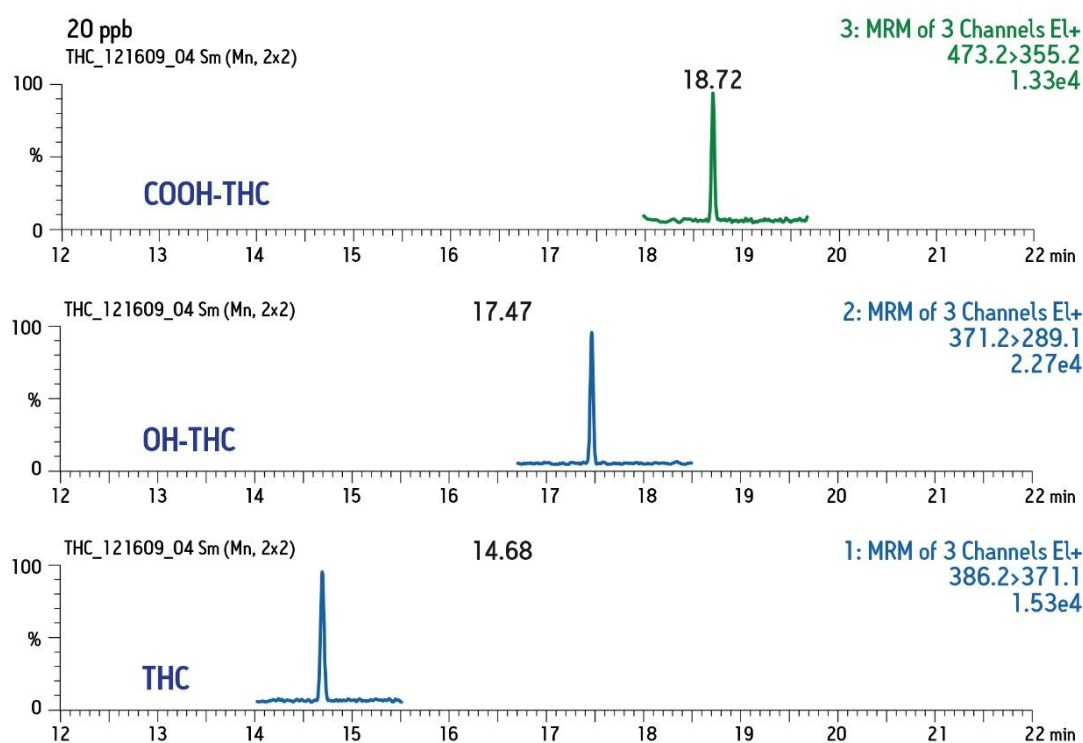 20 ppb
THC_121609_04 Sm (Mn, 2x2)
3: MRM of 3 Channels El+
473.2>355.2
1.33e4
18.72
100
%
COOH-THC
0
12 13 14 15 16 17 18 19 20 21 22 min
THC_121609_04 Sm (Mn, 2x2)
17.47
2: MRM of 3 Channels El+
371.2>289.1
2.27e4
100
%
OH-THC
0
12 13 14 15 16 17 18 19 20 21 22 min
THC_121609_04 Sm (Mn, 2x2)
14.68
1: MRM of 3 Channels El+
386.2>371.1
1.53e4
100
%
THC
0
12 13 14 15 16 17 18 19 20 21 22 min